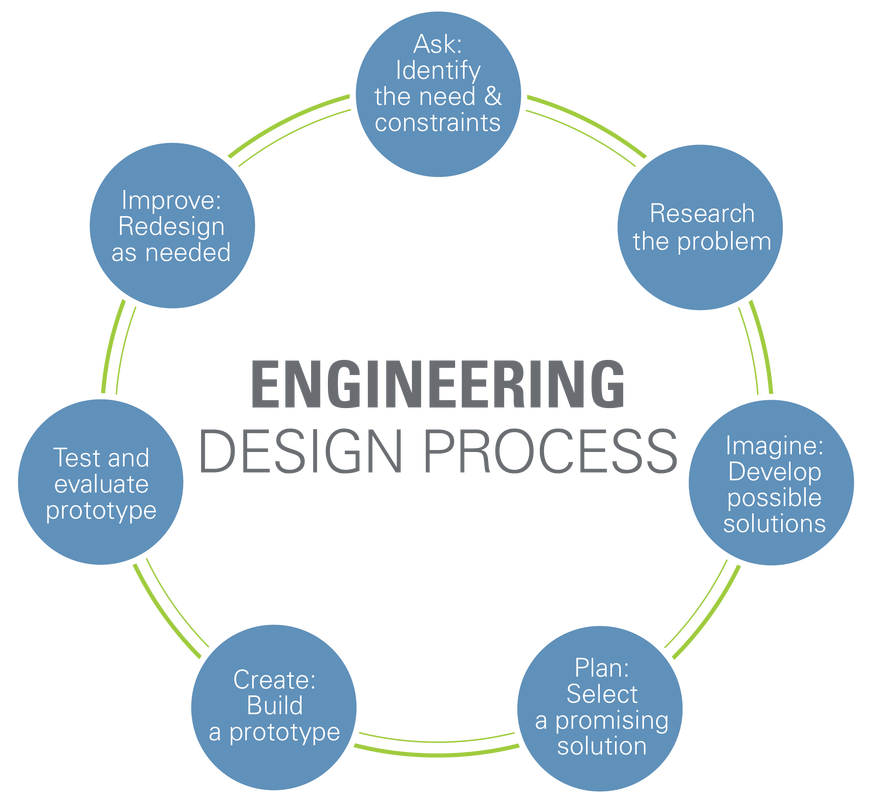 Ask:
Identify
the need &
constraints
Research
the problem
Imagine:
Develop
possible
solutions
Plan:
Select
a promising
solution
Create:
Build
a prototype
Test and
evaluate
prototype
Improve:
Redesign
as needed
ENGINEERING
DESIGN PROCESS